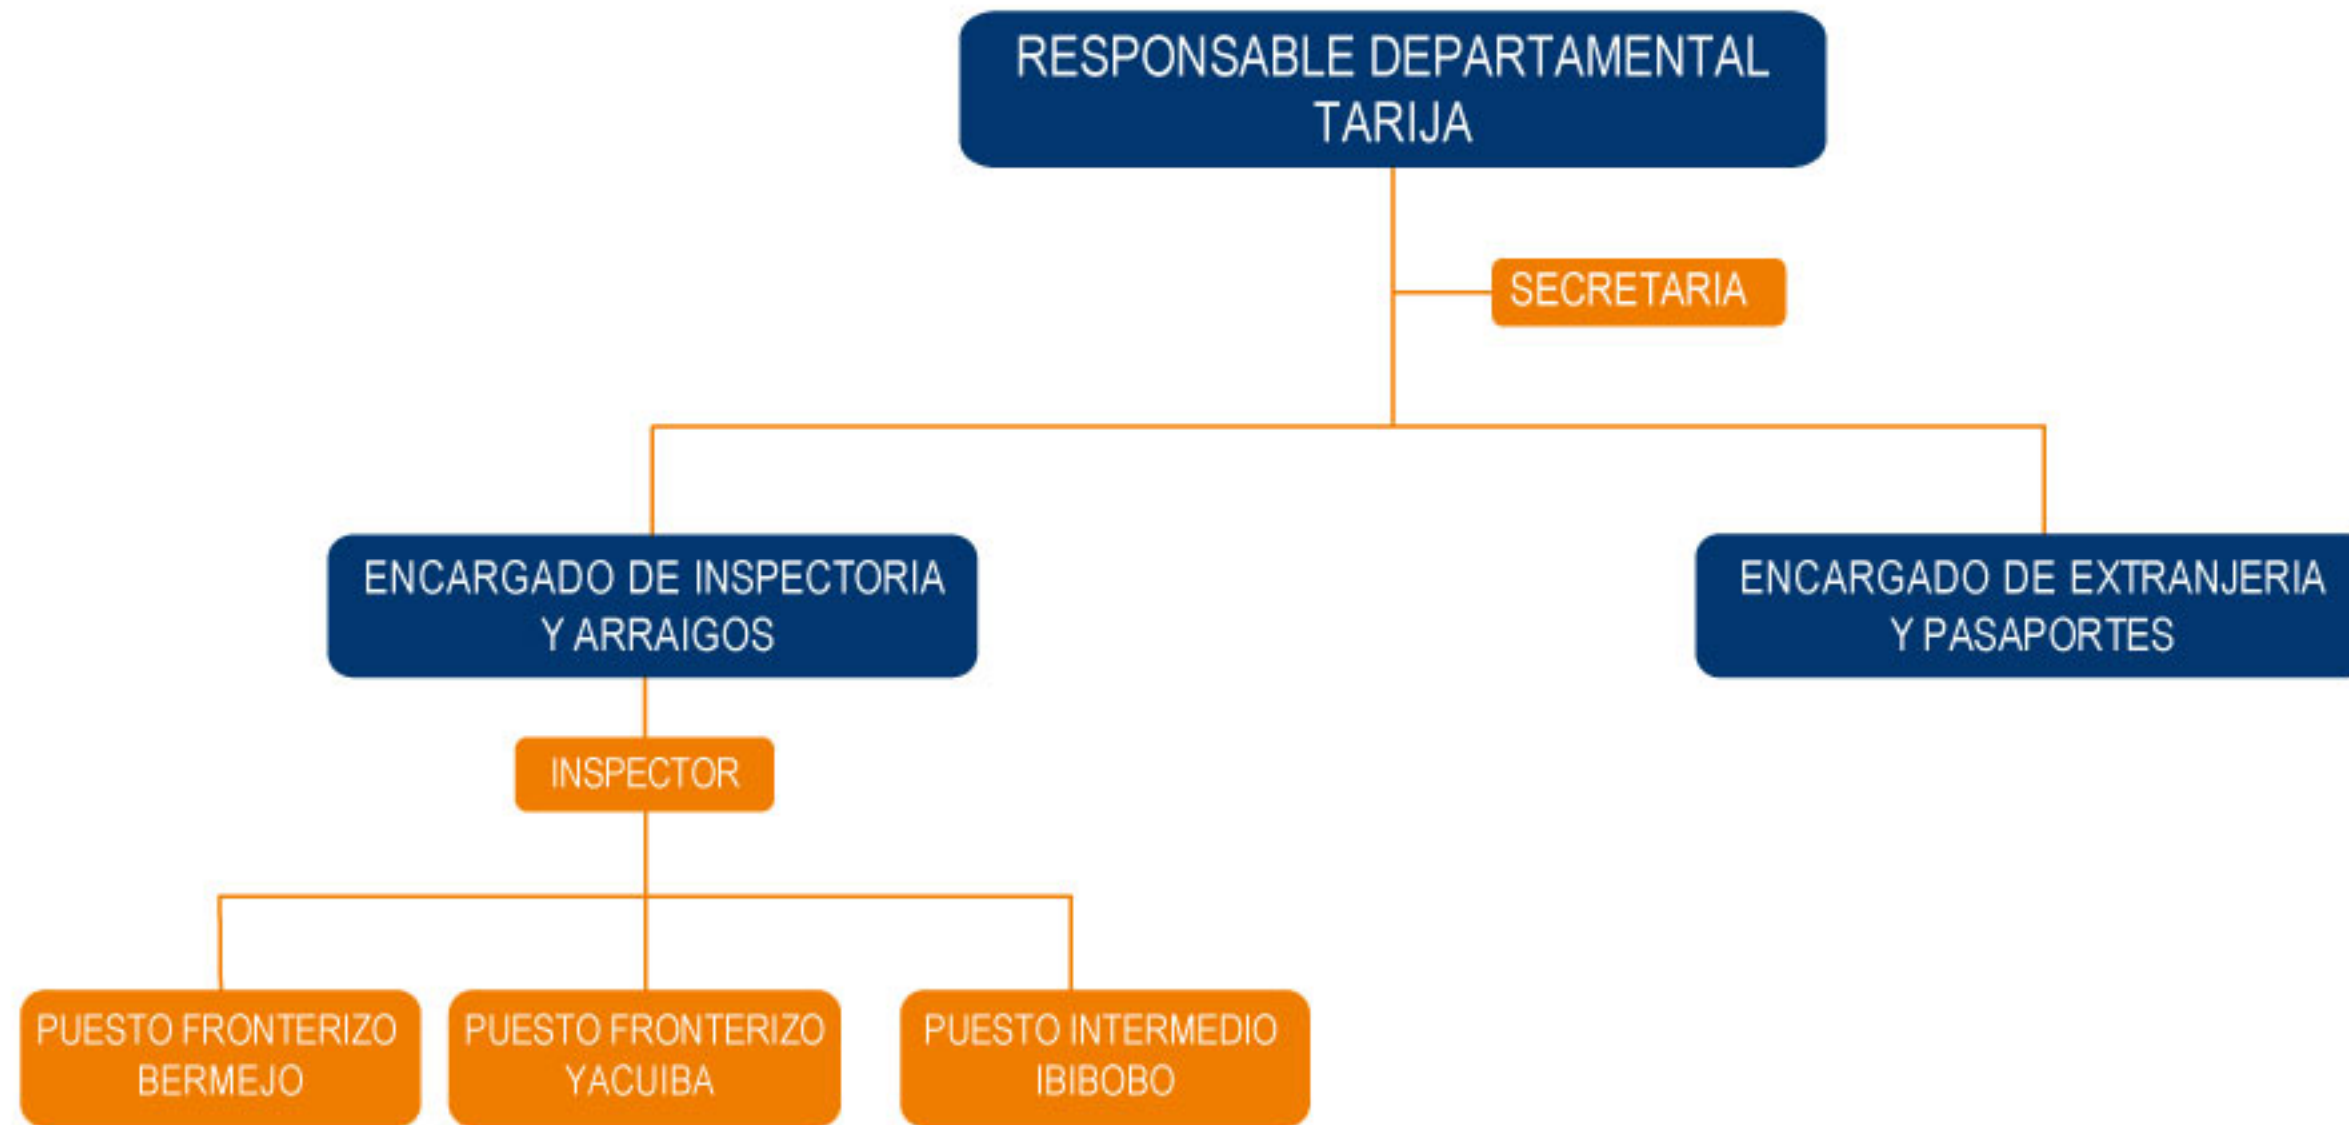 RESPONSABLE DEPARTAMENTAL
TARIJA
SECRETARIA
ENCARGADO DE INSPECTORIA
Y ARRAIGOS
ENCARGADO DE EXTRANJERIA
Y PASAPORTES
INSPECTOR
PUESTO FRONTERIZO
BERMEJO
PUESTO FRONTERIZO
YACUIBA
PUESTO INTERMEDIO
IBIBOBO